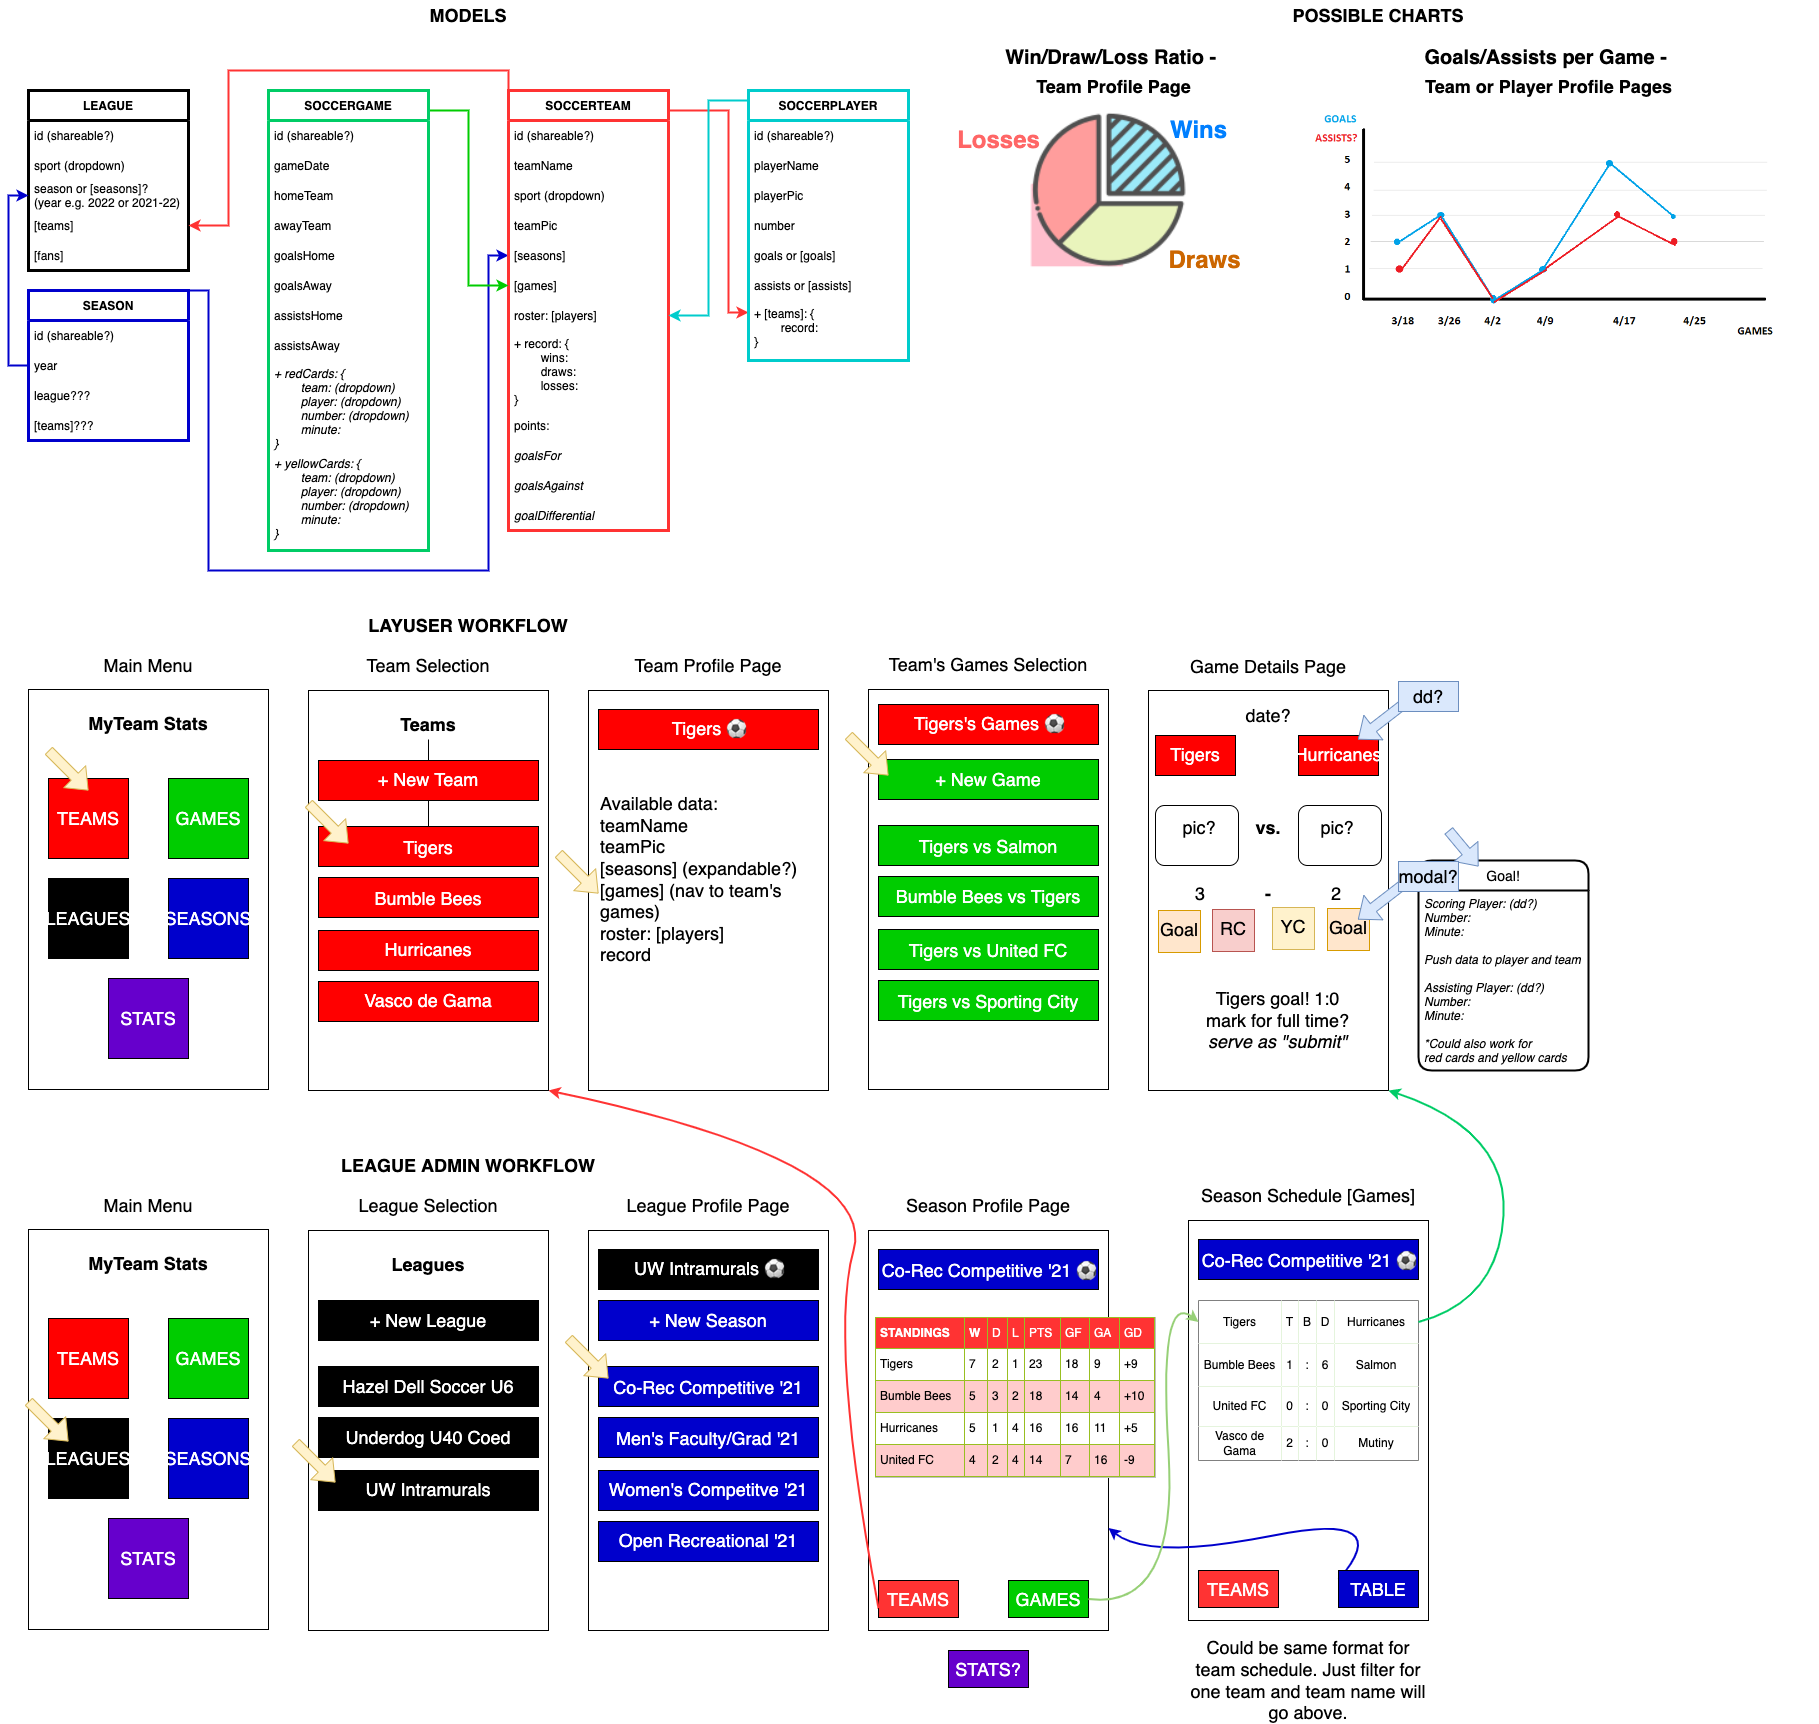 MODELS
LEAGUE
id (shareable?)
sport (dropdown)
season or [seasons]?
(year e.g. 2022 or 2021-22)
[teams]
[fans]
SEASON
id (shareable?)
year
league???
[teams]???
SOCCERGAME
id (shareable?)
gameDate
homeTeam
awayTeam
goalsHome
goalsAway
assistsHome
assistsAway
+ redCards: {
team: (dropdown)
player: (dropdown)
number: (dropdown)
minute:
}
+ yellowCards: {
team: (dropdown)
player: (dropdown)
number: (dropdown)
minute:
}
SOCCERTEAM
id (shareable?)
teamName
sport (dropdown)
teamPic
[seasons]
[games]
roster: [players]
+ record: {
wins:
draws:
losses:
}
points:
goalsFor
goalsAgainst
goalDifferential
SOCCERPLAYER
id (shareable?)
playerName
playerPic
number
goals or [goals]
assists or [assists]
+ [teams]: {
record:
}
POSSIBLE CHARTS
Win/Draw/Loss Ratio -
Team Profile Page
Losses
Wins
Draws
Goals/Assists per Game -
Team or Player Profile Pages
GOALS
ASSISTS?
5
4
3
2
1
0
3/18
3/26
4/2
4/9
4/17
4/25
GAMES
LAYUSER WORKFLOW
Main Menu
MyTeam Stats
TEAMS
GAMES
LEAGUES
SEASONS
STATS
Team Selection
Teams
+ New Team
Tigers
Bumble Bees
Hurricanes
Vasco de Gama
Team Profile Page
Tigers ⚽
Available data:
teamName
teamPic
[seasons] (expandable?)
[games] (nav to team's
games)
roster: [players]
record
Team's Games Selection
Tigers's Games ⚽
+ New Game
Tigers vs Salmon
Bumble Bees vs Tigers
Tigers vs United FC
Tigers vs Sporting City
Game Details Page
dd?
date?
Tigers
Hurricanes
pic?
vs.
pic?
modal?
3 - 2
Goal
RC
YC
Goal
Tigers goal! 1:0
mark for full time?
serve as "submit"
Goal!
Scoring Player: (dd?)
Number:
Minute:
Push data to player and team
Assisting Player: (dd?)
Number:
Minute:
*Could also work for
red cards and yellow cards
LEAGUE ADMIN WORKFLOW
Main Menu
MyTeam Stats
TEAMS
GAMES
LEAGUES
SEASONS
STATS
League Selection
Leagues
+ New League
Hazel Dell Soccer U6
Underdog U40 Coed
UW Intramurals
League Profile Page
UW Intramurals ⚽
+ New Season
Co-Rec Competitive '21
Men's Faculty/Grad '21
Women's Competitve '21
Open Recreational '21
Season Profile Page
Co-Rec Competitive '21 ⚽
STANDINGS W D L PTS GF GA GD
Tigers 7 2 1 23 18 9 +9
Bumble Bees 5 3 2 18 14 4 +10
Hurricanes 5 1 4 16 16 11 +5
United FC 4 2 4 14 7 16 -9
TEAMS
GAMES
STATS?
Season Schedule [Games]
Co-Rec Competitive '21 ⚽
Tigers T B D Hurricanes
Bumble Bees 1 : 6 Salmon
United FC 0 : 0 Sporting City
Vasco de
Gama 2 : 0 Mutiny
TEAMS
TABLE
Could be same format for
team schedule. Just filter for
one team and team name will
go above.